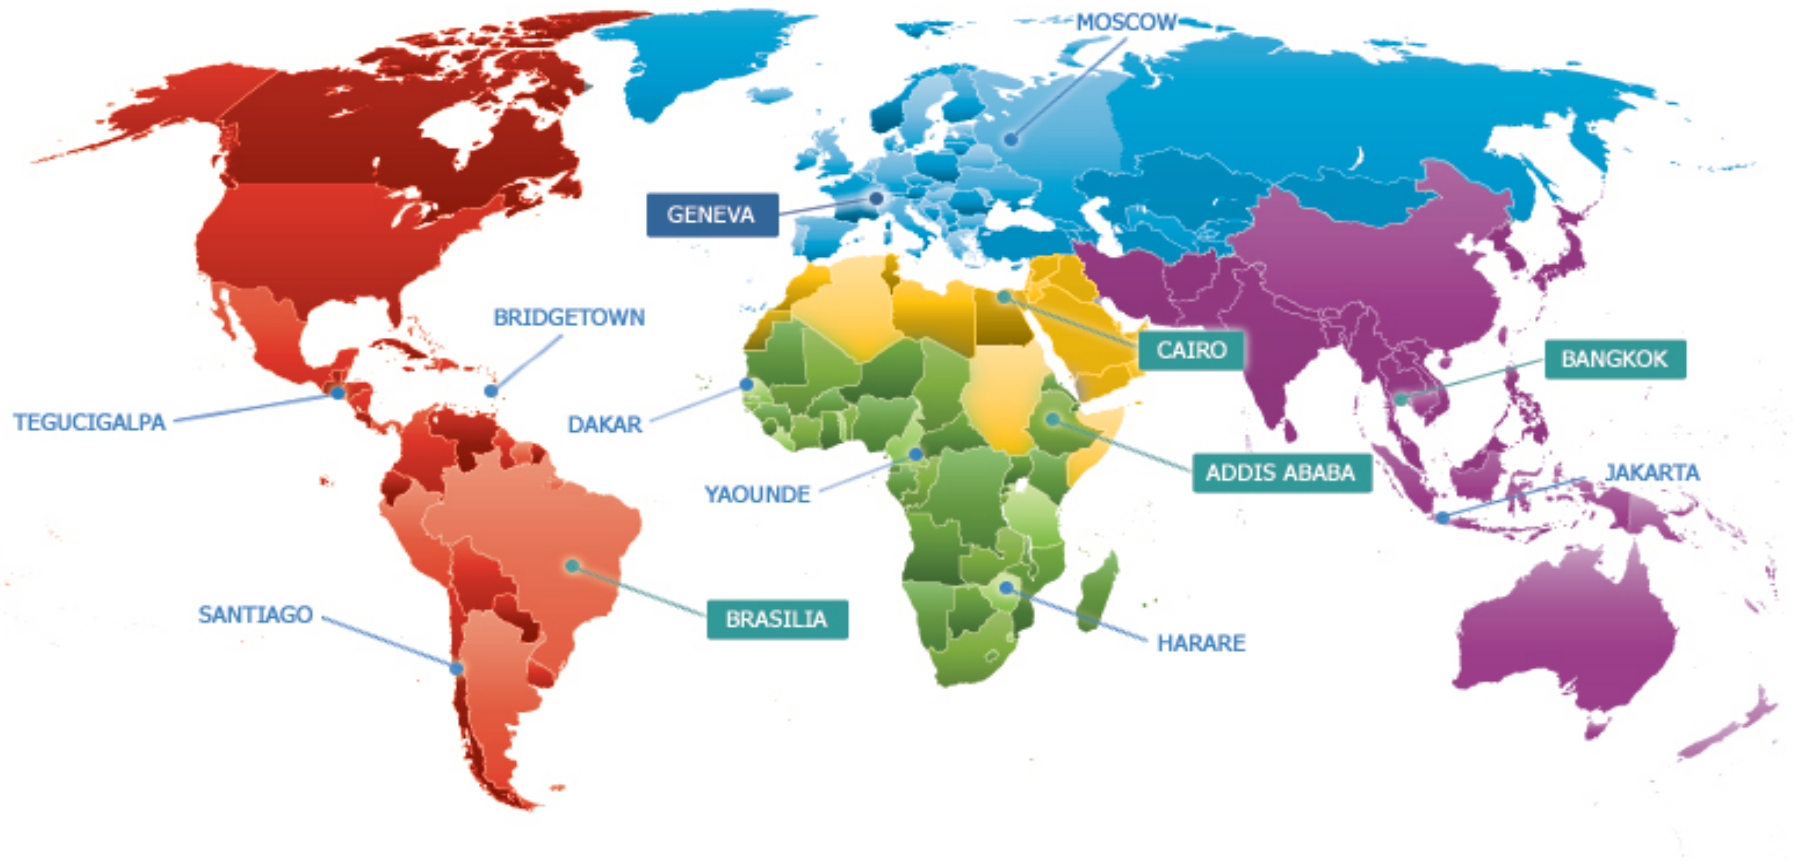 MOSCOW
GENEVA
BRIDGETOWN
CAIRO
BANGKOK
TEGUCIGALPA
DAKAR
ADDIS ABABA
JAKARTA
YAOUNDE
SANTIAGO
BRASILIA
HARARE